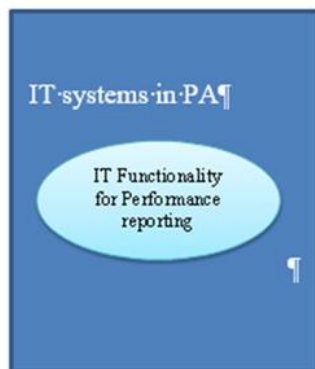 IT·systems·in·PA¶
IT Functionality
for Performance
reporting
¶